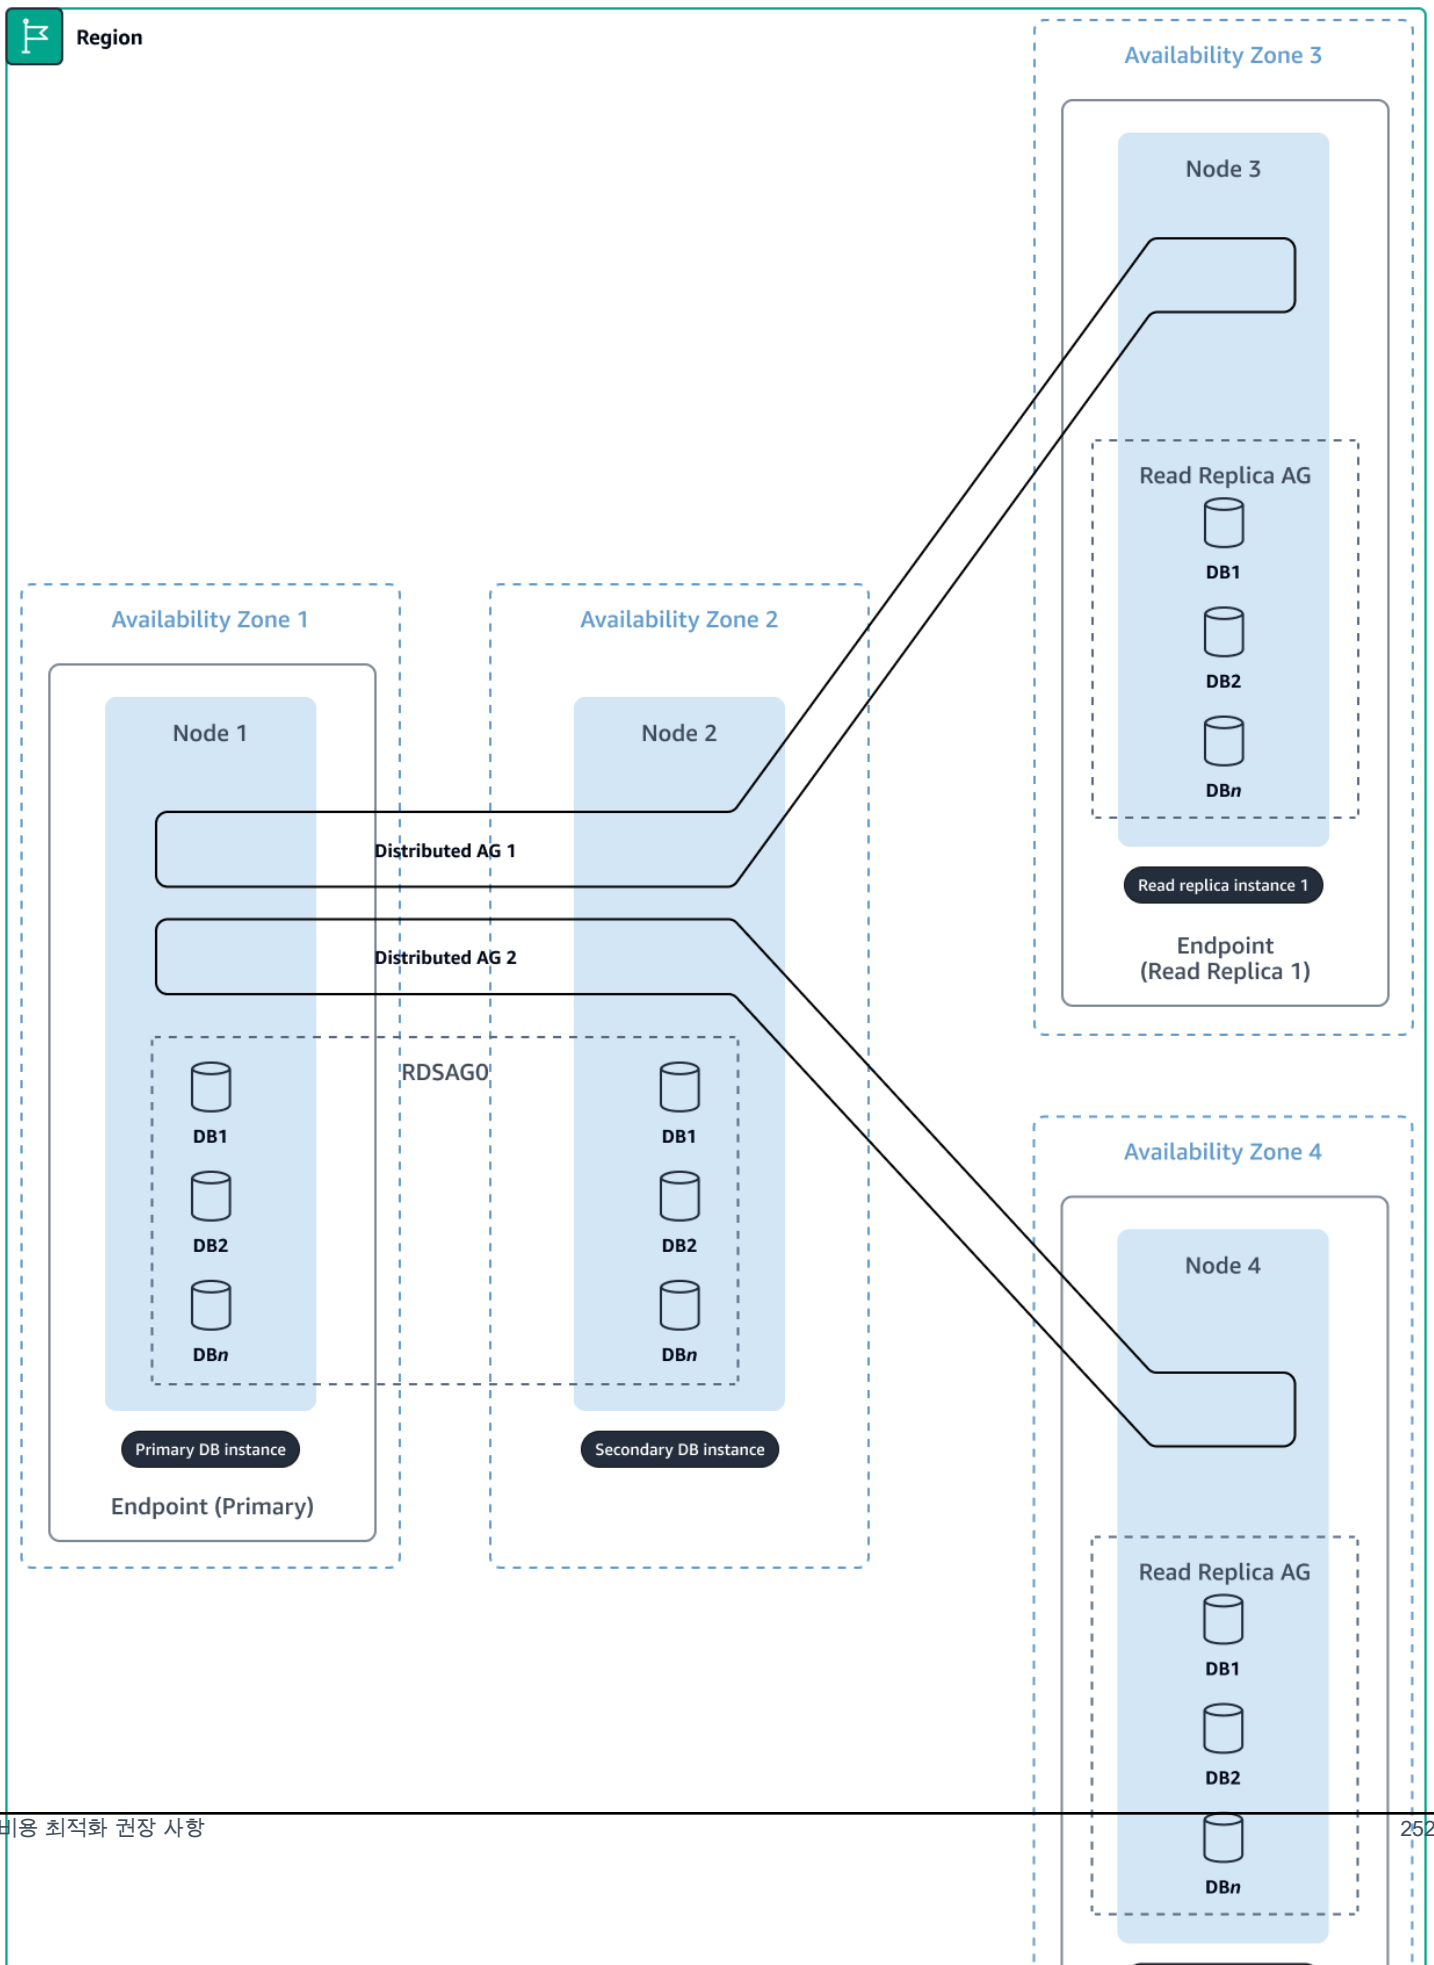 Region
Availability Zone 3
Node 3
Read Replica AG
DB1
DB2
DBn
Read replica instance 1
Endpoint
(Read Replica 1)
Availability Zone 1
Node 1
Availability Zone 2
Node 2
Distributed AG 1
Distributed AG 2
RDSAG0
DB1
DB2
DBn
Primary DB instance
Endpoint (Primary)
DB1
DB2
DBn
Secondary DB instance
Availability Zone 4
Node 4
Read Replica AG
DB1
DB2
DBn
비용 최적화 권장 사항
252